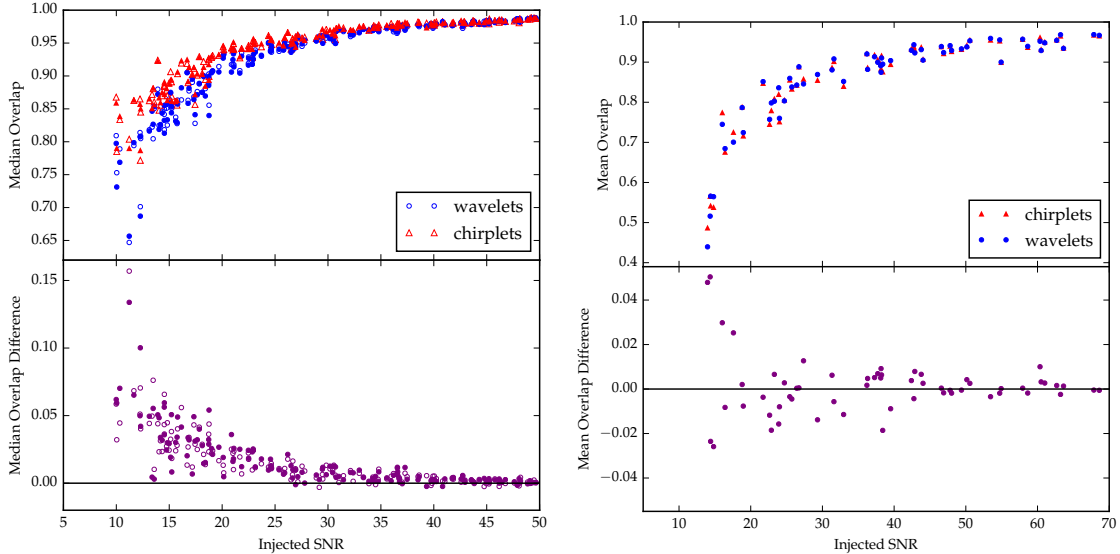 1.00
0.95
0.90
0.85
0.80
0.75
0.70
0.65
Median Overlap
wavelets
chirplets
0.15
0.10
0.05
0.00
Median Overlap Difference
5 10 15 20 25 30 35 40 45 50
Injected SNR
1.0
0.9
0.8
0.7
0.6
0.5
0.4
Mean Overlap
chirplets
wavelets
0.04
0.02
0.00
−0.02
−0.04
Mean Overlap Difference
10 20 30 40 50 60 70
Injected SNR